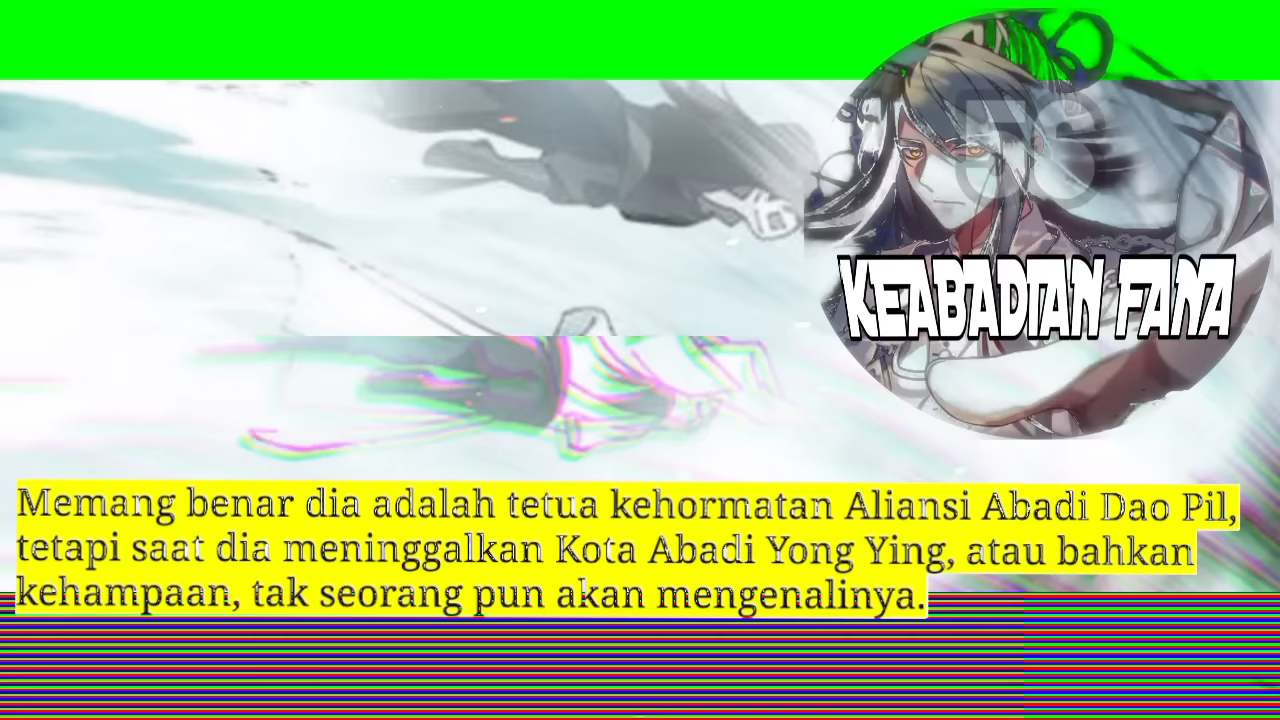 KEABADIAN FANA
Memang benar dia adalah tetua kehormatan Aliansi Abadi Dao Pil,
tetapi saat dia meninggalkan Kota Abadi Yong Ying, atau bahkan
kehampaan, tak seorang pun akan mengenalinya.